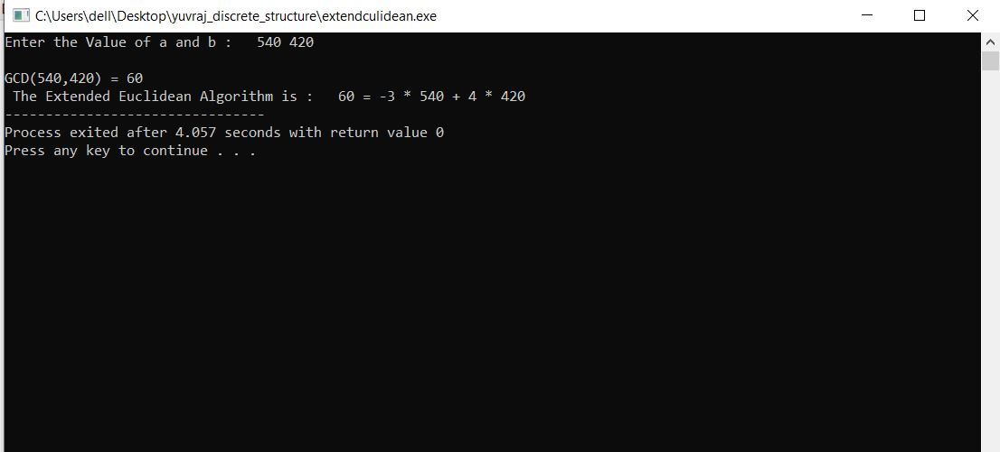 C:\Users\dell\Desktop\yuvraj_discrete_structure\extendculidean.exe
Enter the Value of a and b :   540 420
GCD(540,420) = 60
 The Extended Euclidean Algorithm is :   60 = -3 * 540 + 4 * 420
--------------------------------
Process exited after 4.057 seconds with return value 0
Press any key to continue . . .